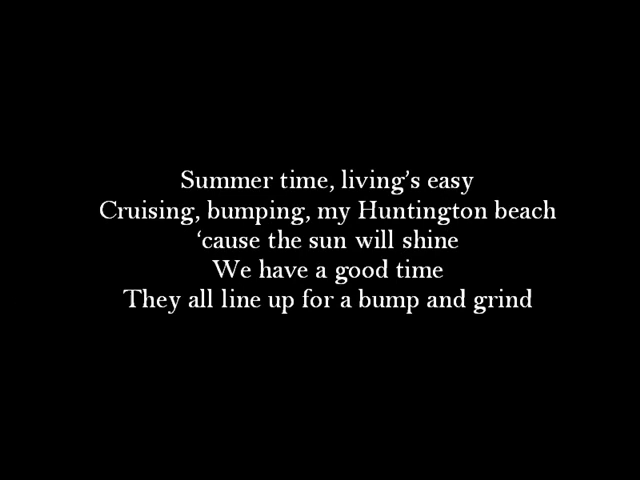 Summer time, living’s easy
Cruising, bumping, my Huntington beach
‘cause the sun will shine
We have a good time
They all line up for a bump and grind